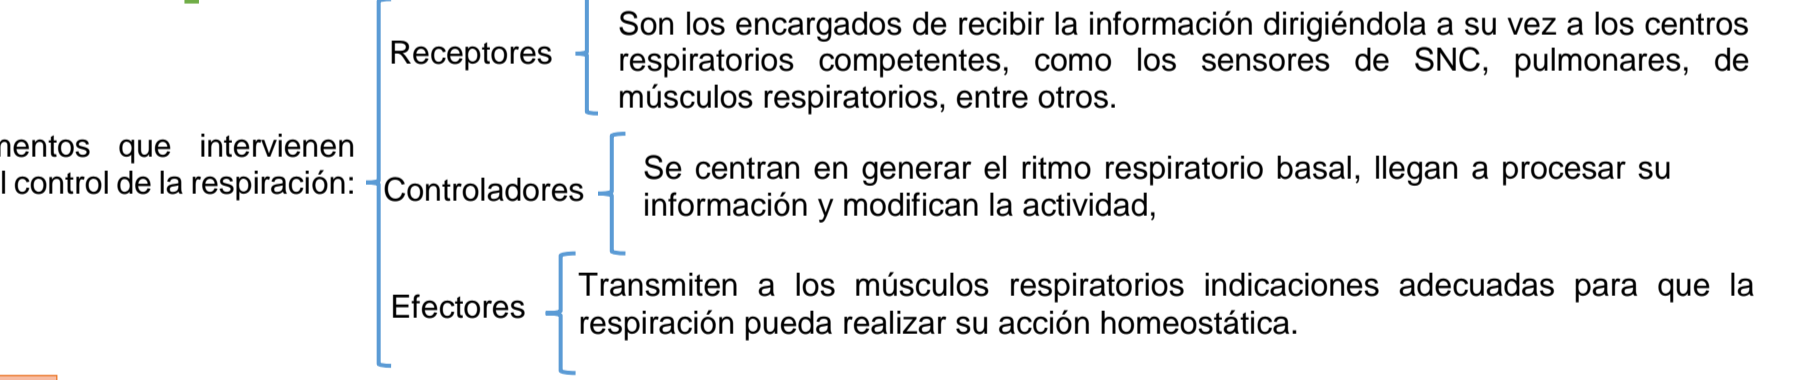 Receptores
Son los encargados de recibir la información dirigiéndola a su vez a los centros
respiratorios competentes, como los sensores de SNC, pulmonares, de
músculos respiratorios, entre otros.
que intervienen
control de la respiración:
Controladores
Se centran en generar el ritmo respiratorio basal, llegan a procesar su
información y modifican la actividad,
Efectores
Transmiten a los músculos respiratorios indicaciones adecuadas para que la
respiración pueda realizar su acción homeostática.